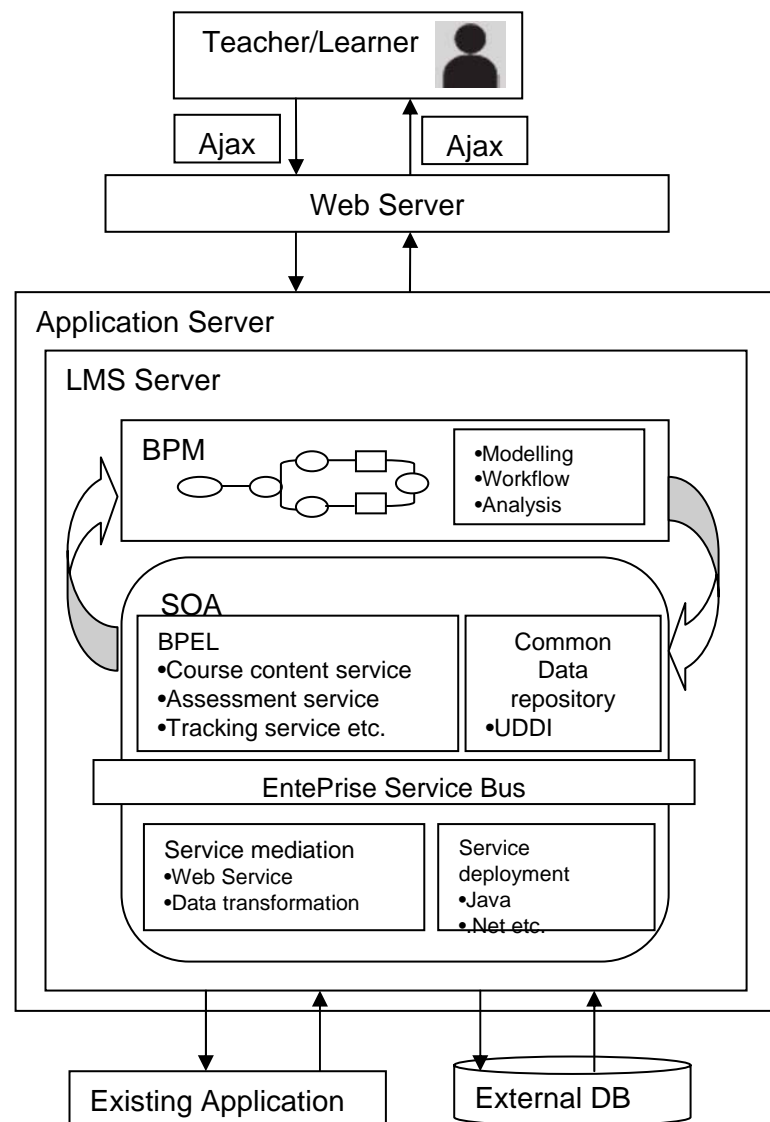 Teacher/Learner
Ajax
Ajax
Web Server
Application Server
LMS Server
BPM
•Modelling
•Workflow
•Analysis
SOA
BPEL
•Course content service
•Assessment service
•Tracking service etc.
Common
Data
repository
•UDDI
EntePrise Service Bus
Service mediation
•Web Service
•Data transformation
Service
deployment
•Java
•.Net etc.
Existing Application
External DB